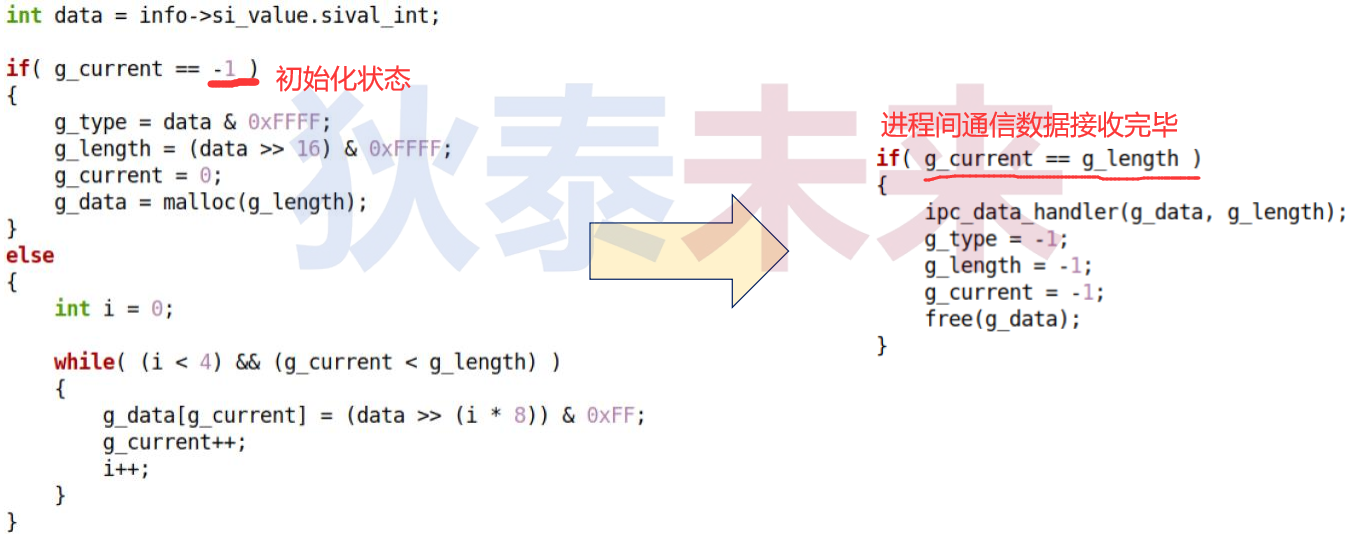 int data = info->si_value.sival_int;
if( g_current == -1 ) 初始化状态
{
    g_type = data & 0xFFFF;
    g_length = (data >> 16) & 0xFFFF;
    g_current = 0;
    g_data = malloc(g_length);
}
else
{
    int i = 0;
    while( (i < 4) && (g_current < g_length) )
    {
        g_data[g_current] = (data >> (i * 8)) & 0xFF;
        g_current++;
        i++;
    }
}
进程间通信数据接收完毕
if( g_current == g_length )
{
    ipc_data_handler(g_data, g_length);
    g_type = -1;
    g_length = -1;
    g_current = -1;
    free(g_data);
}
狄泰未来